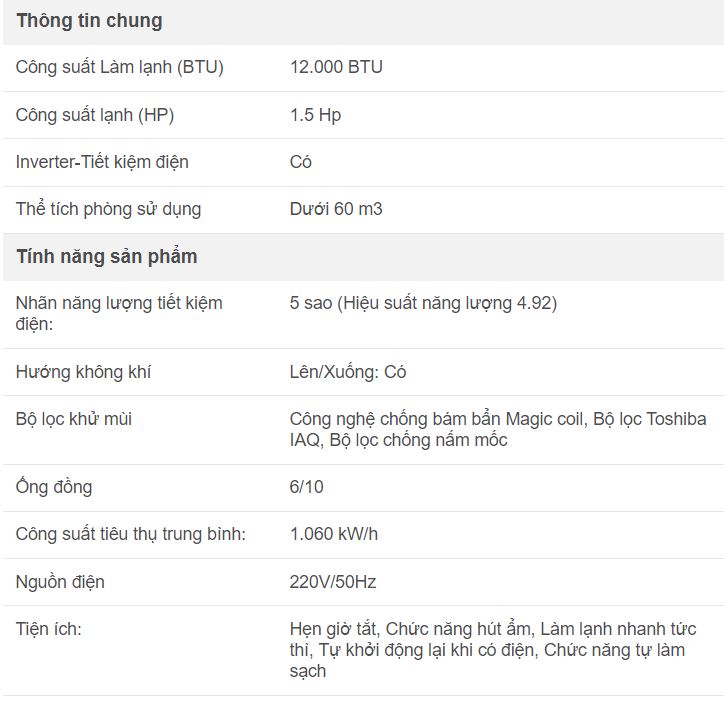 Thông tin chung
Công suất Làm lạnh (BTU) 12.000 BTU
Công suất lạnh (HP) 1.5 Hp
Inverter-Tiết kiệm điện Có
Thể tích phòng sử dụng Dưới 60 m3
Tính năng sản phẩm
Nhãn năng lượng tiết kiệm
điện:
5 sao (Hiệu suất năng lượng 4.92)
Hướng không khí Lên/Xuống: Có
Bộ lọc khử mùi
Công nghệ chống bám bẩn Magic coil, Bộ lọc Toshiba
IAQ, Bộ lọc chống nấm mốc
Ống đồng 6/10
Công suất tiêu thụ trung bình: 1.060 kW/h
Nguồn điện 220V/50Hz
Tiện ích:
Hẹn giờ tắt, Chức năng hút ẩm, Làm lạnh nhanh tức
thì, Tự khởi động lại khi có điện, Chức năng tự làm
sạch